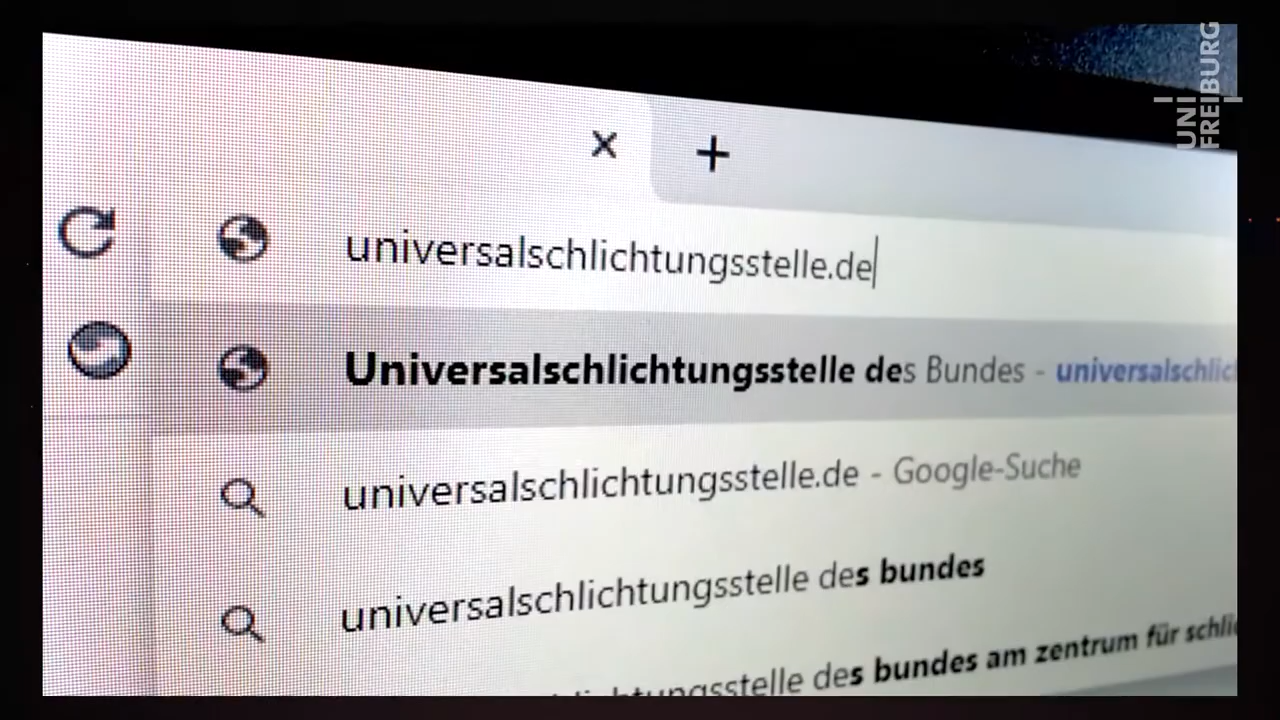 UNI
FREIBURG
universalschlichtungsstelle.de
Universalschlichtungsstelle des Bundes - universalschlic
universalschlichtungsstelle.de - Google-Suche
universalschlichtungsstelle des bundes
des bundes am zentrum für schlic